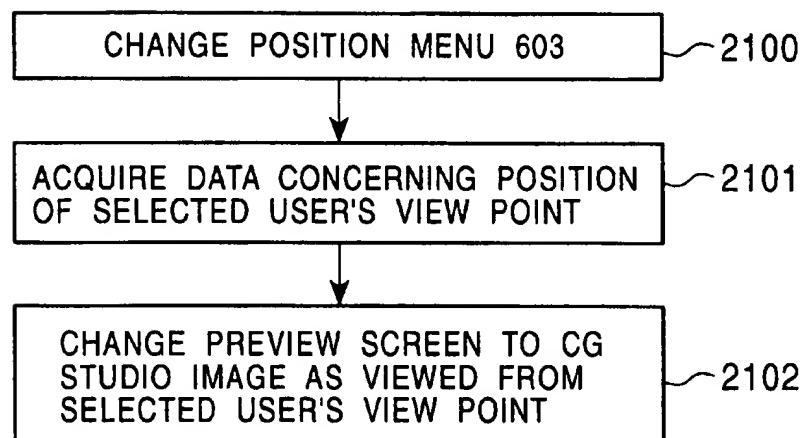 CHANGE POSITION MENU 603
2100
ACQUIRE DATA CONCERNING POSITION
OF SELECTED USER'S VIEW POINT
2101
CHANGE PREVIEW SCREEN TO CG
STUDIO IMAGE AS VIEWED FROM
SELECTED USER'S VIEW POINT
2102